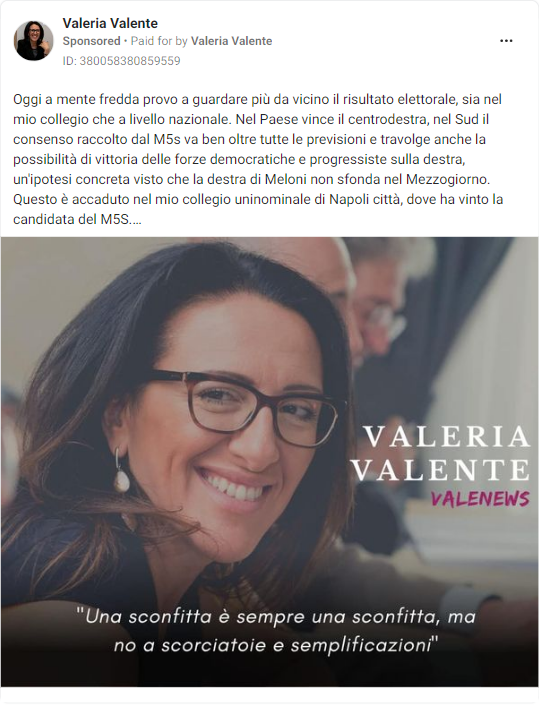 Valeria Valente
Sponsored • Paid for by Valeria Valente
ID: 380058380859559
Oggi a mente fredda provo a guardare più da vicino il risultato elettorale, sia nel
mio collegio che a livello nazionale. Nel Paese vince il centrodestra, nel Sud il
consenso raccolto dal M5s va ben oltre tutte le previsioni e travolge anche la
possibilità di vittoria delle forze democratiche e progressiste sulla destra,
un'ipotesi concreta visto che la destra di Meloni non sfonda nel Mezzogiorno.
Questo è accaduto nel mio collegio uninominale di Napoli città, dove ha vinto la
candidata del M5S....
VALERIA
VALENTE
VALENEWS
"Una sconfitta è sempre una sconfitta, ma
no a scorciatoie e semplificazioni"